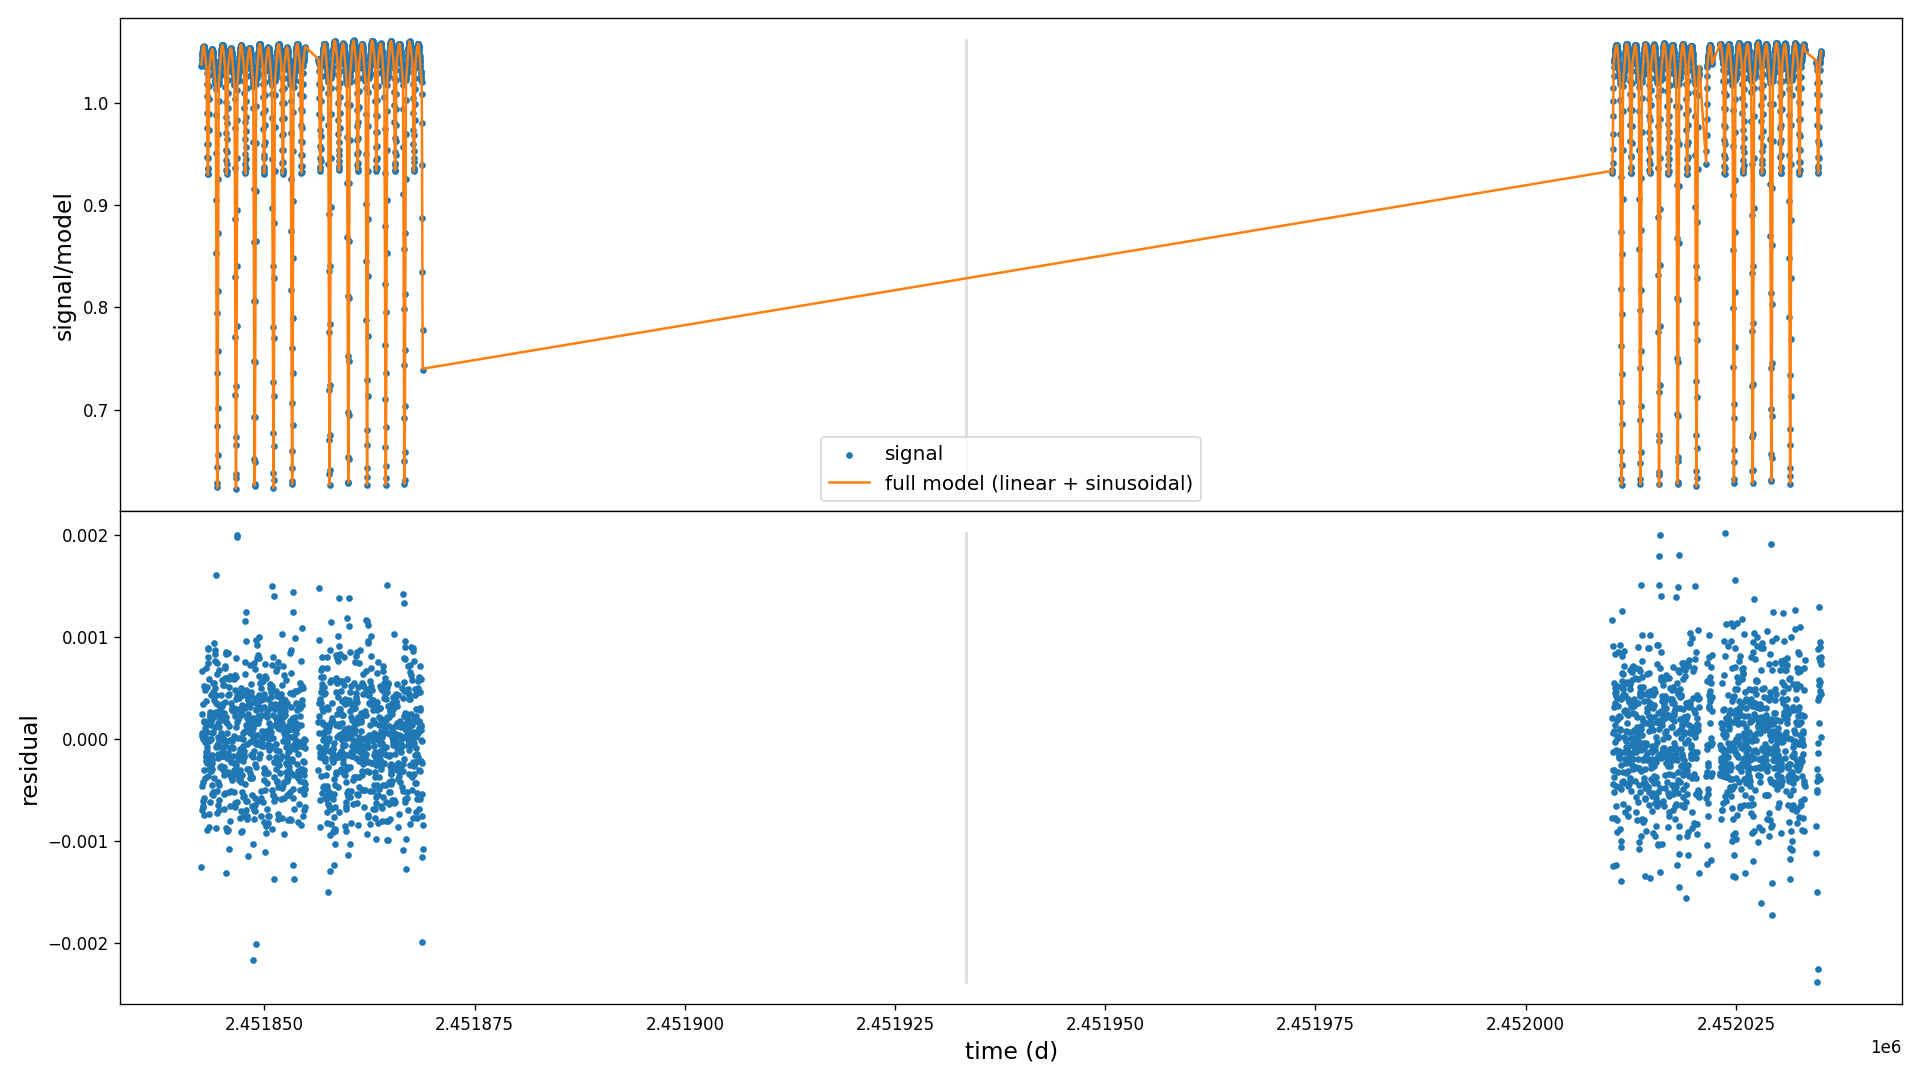 signal/model
1.0
0.9
0.8
0.7
signal
full model (linear + sinusoidal)
residual
0.002
0.001
0.000
−0.001
−0.002
2.451850
2.451875
2.451900
2.451925
2.451950
2.451975
2.452000
2.452025
time (d)
1e6